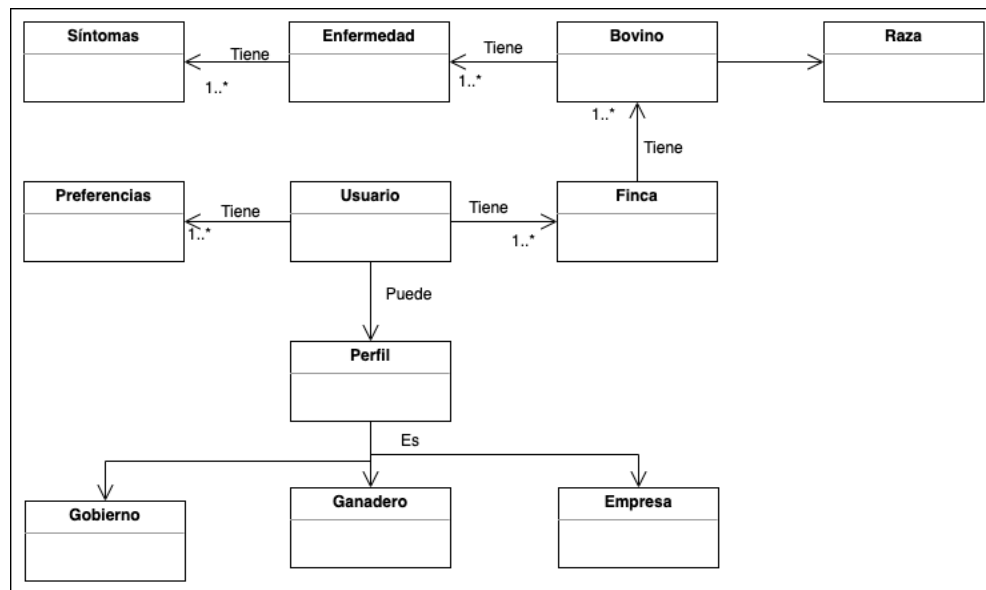 Síntomas
Tiene
1..*
Enfermedad
Tiene
1..*
Bovino
1..*
Raza
Tiene
Preferencias
Tiene
1..*
Usuario
Tiene
1..*
Finca
Puede
Perfil
Es
Gobierno
Ganadero
Empresa